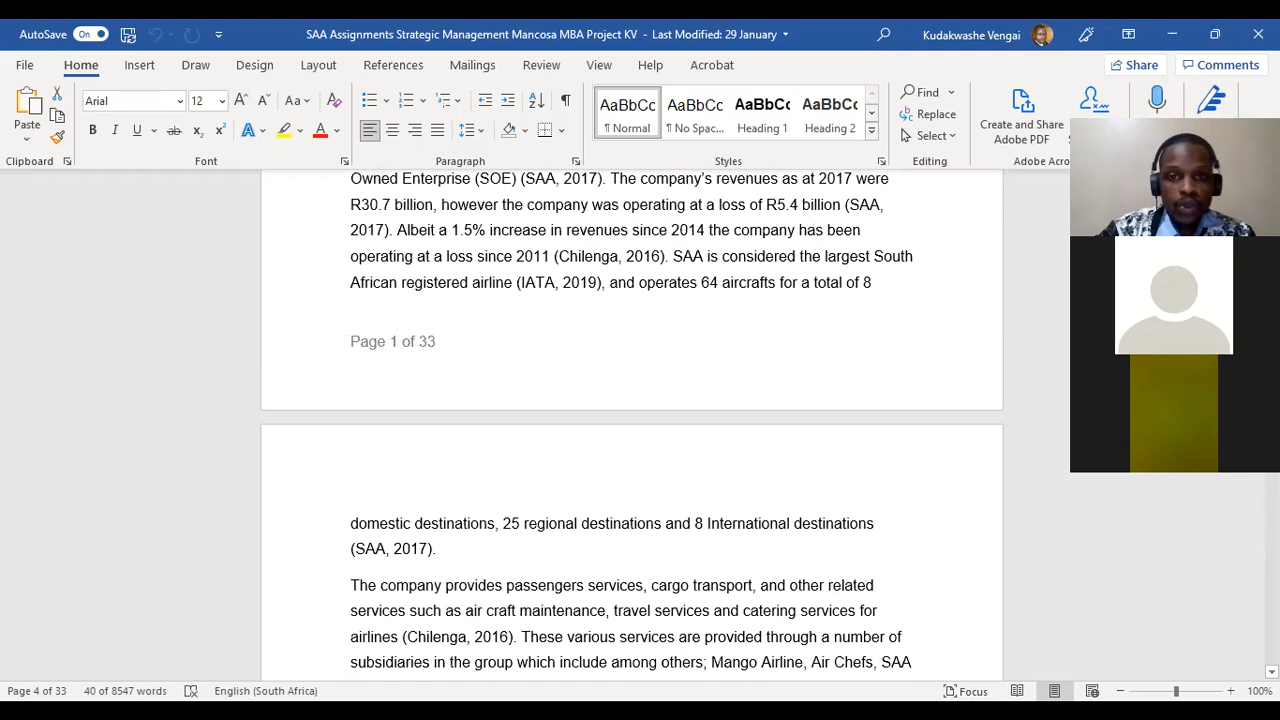 AutoSave On
SAA Assignments Strategic Management Mancosa MBA Project KV - Last Modified: 29 January
Kudakwashe Vengai
File Home Insert Draw Design Layout References Mailings Review View Help Acrobat Share Comments
Paste
Arial 12
AaBbCc AaBbCc AaBbCc AaBbCc
¶ Normal ¶ No Spac... Heading 1 Heading 2
Find
Replace
Select
Create and Share
Adobe PDF
Clipboard Font Paragraph Styles Editing Adobe Acro
Owned Enterprise (SOE) (SAA, 2017). The company's revenues as at 2017 were
R30.7 billion, however the company was operating at a loss of R5.4 billion (SAA,
2017). Albeit a 1.5% increase in revenues since 2014 the company has been
operating at a loss since 2011 (Chilenga, 2016). SAA is considered the largest South
African registered airline (IATA, 2019), and operates 64 aircrafts for a total of 8
Page 1 of 33
domestic destinations, 25 regional destinations and 8 International destinations
(SAA, 2017).
The company provides passengers services, cargo transport, and other related
services such as air craft maintenance, travel services and catering services for
airlines (Chilenga, 2016). These various services are provided through a number of
subsidiaries in the group which include among others; Mango Airline, Air Chefs, SAA
Page 4 of 33 40 of 8547 words English (South Africa) Focus 100%